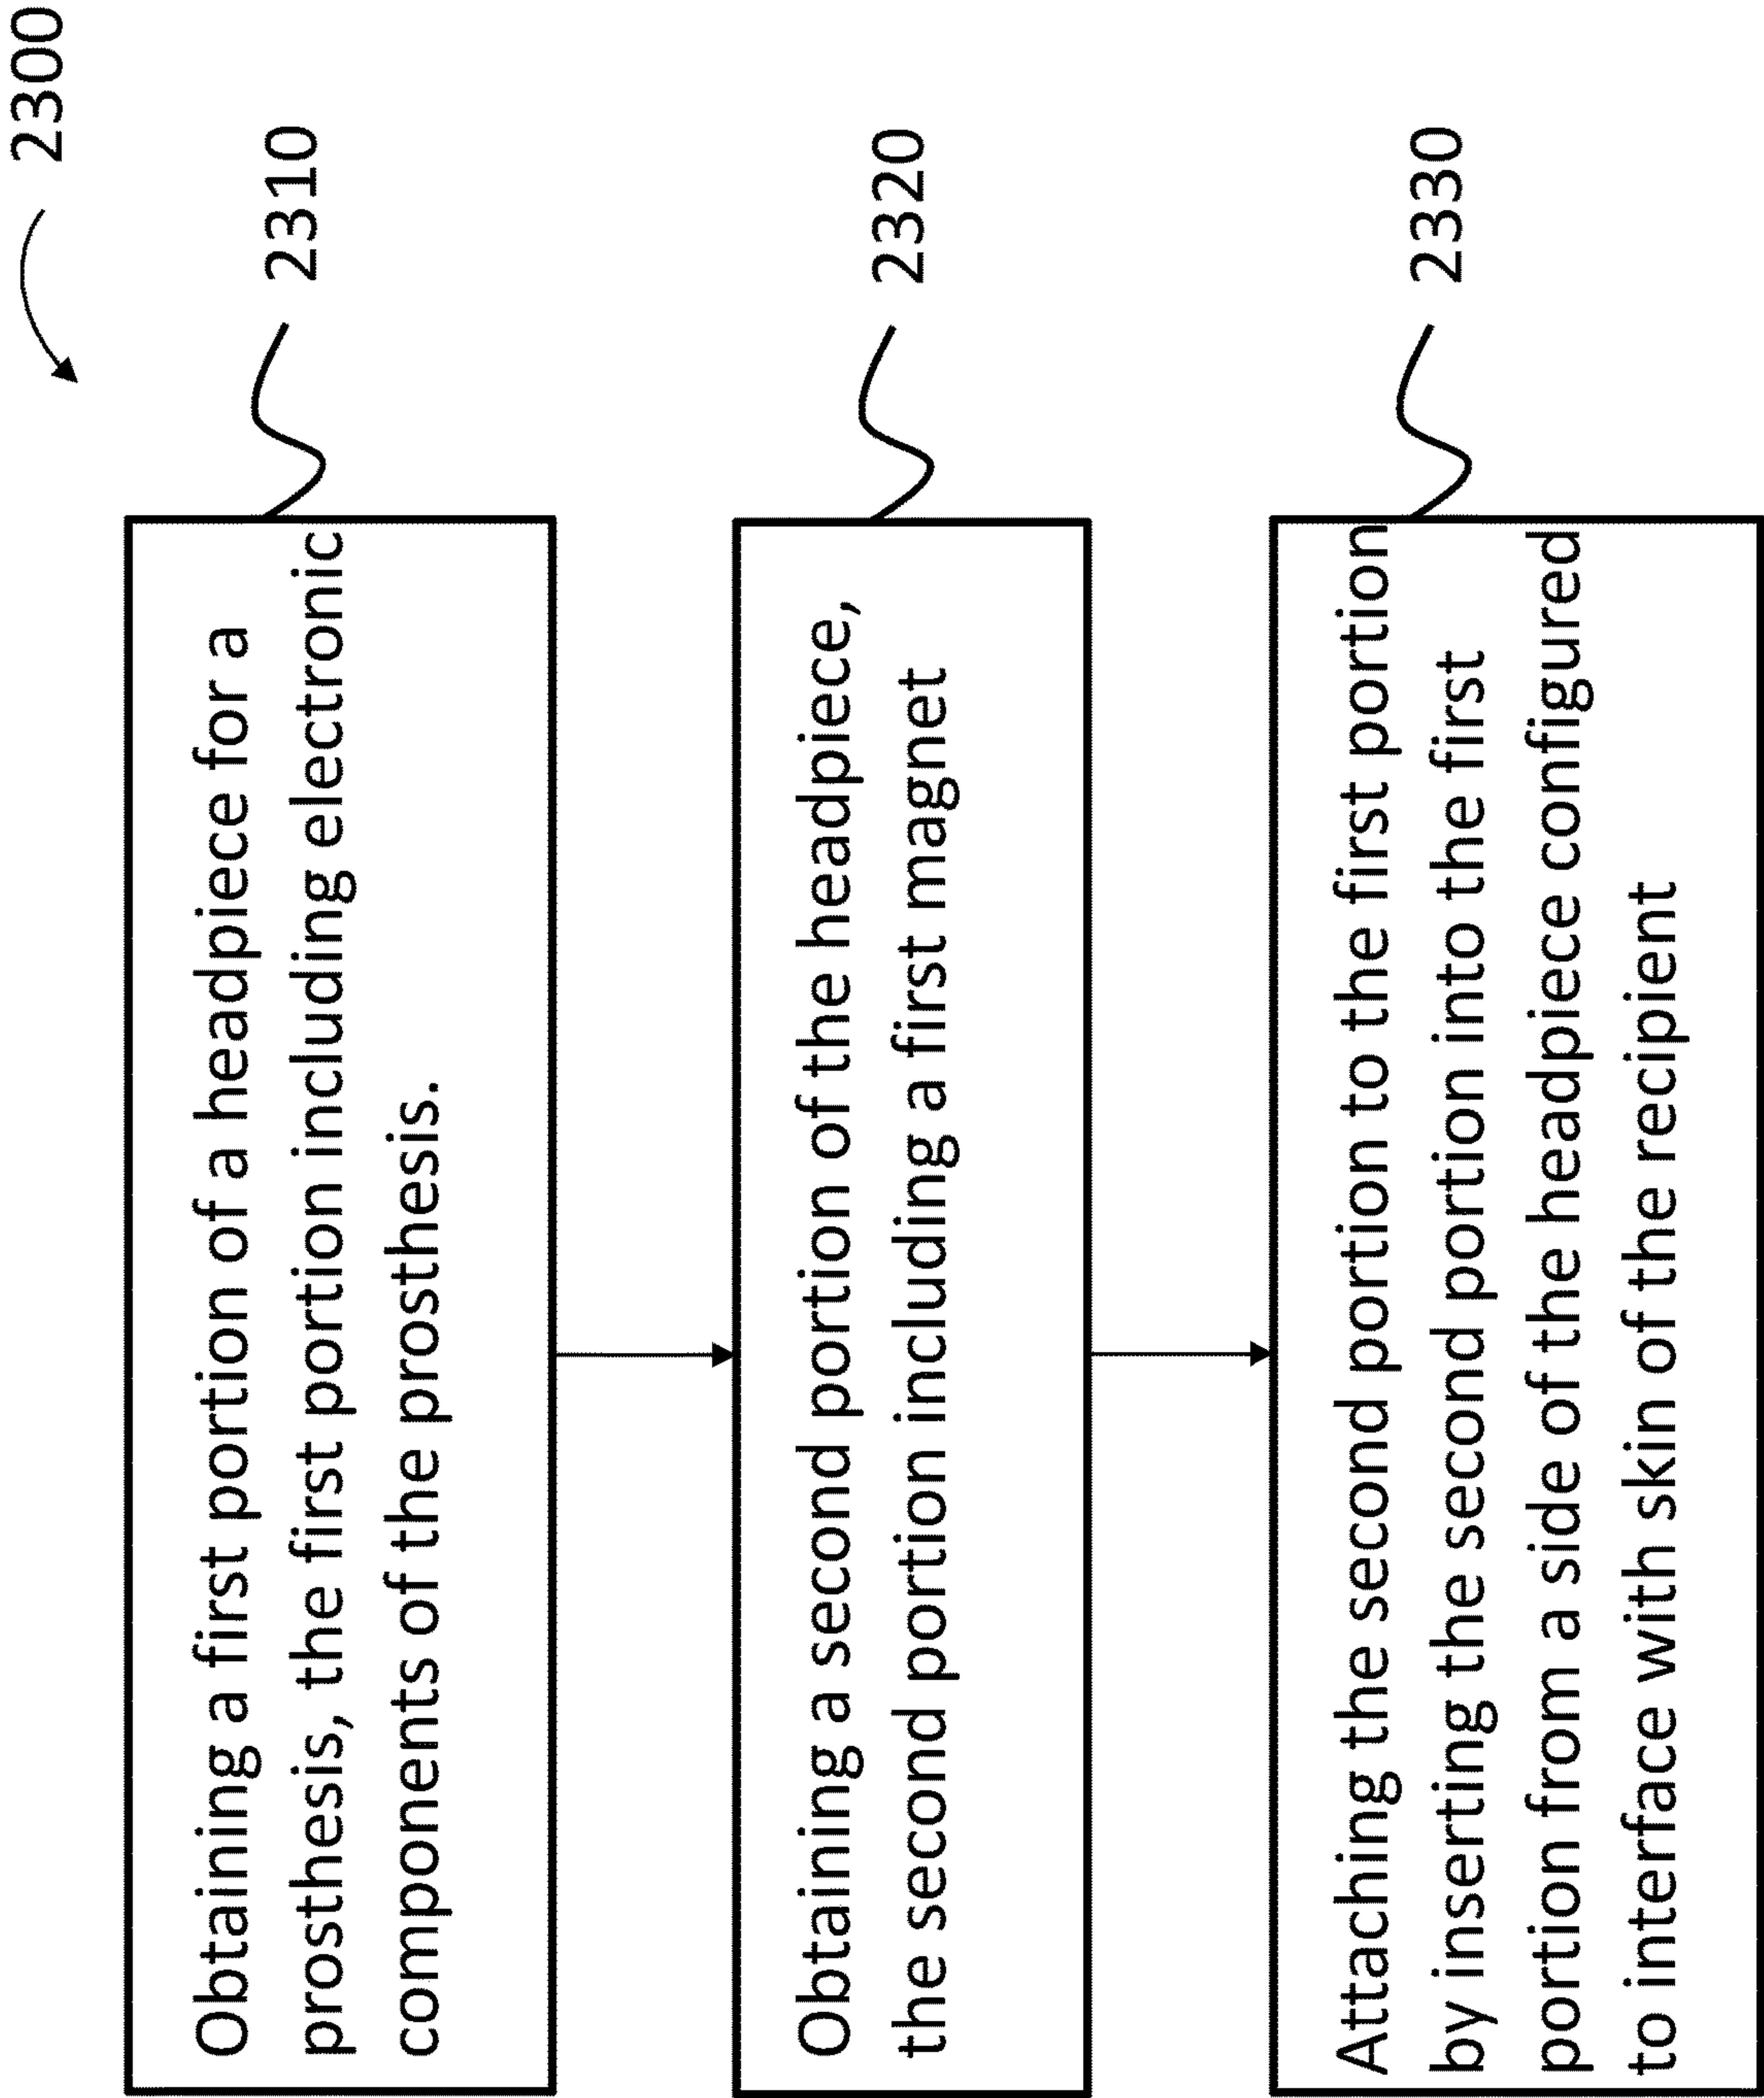 2300
Obtaining a first portion of a headpiece for a
prosthesis, the first portion including electronic
components of the prosthesis.
2310
Obtaining a second portion of the headpiece,
the second portion including a first magnet
2320
Attaching the second portion to the first portion
by inserting the second portion into the first
portion from a side of the headpiece configured
to interface with skin of the recipient
2330